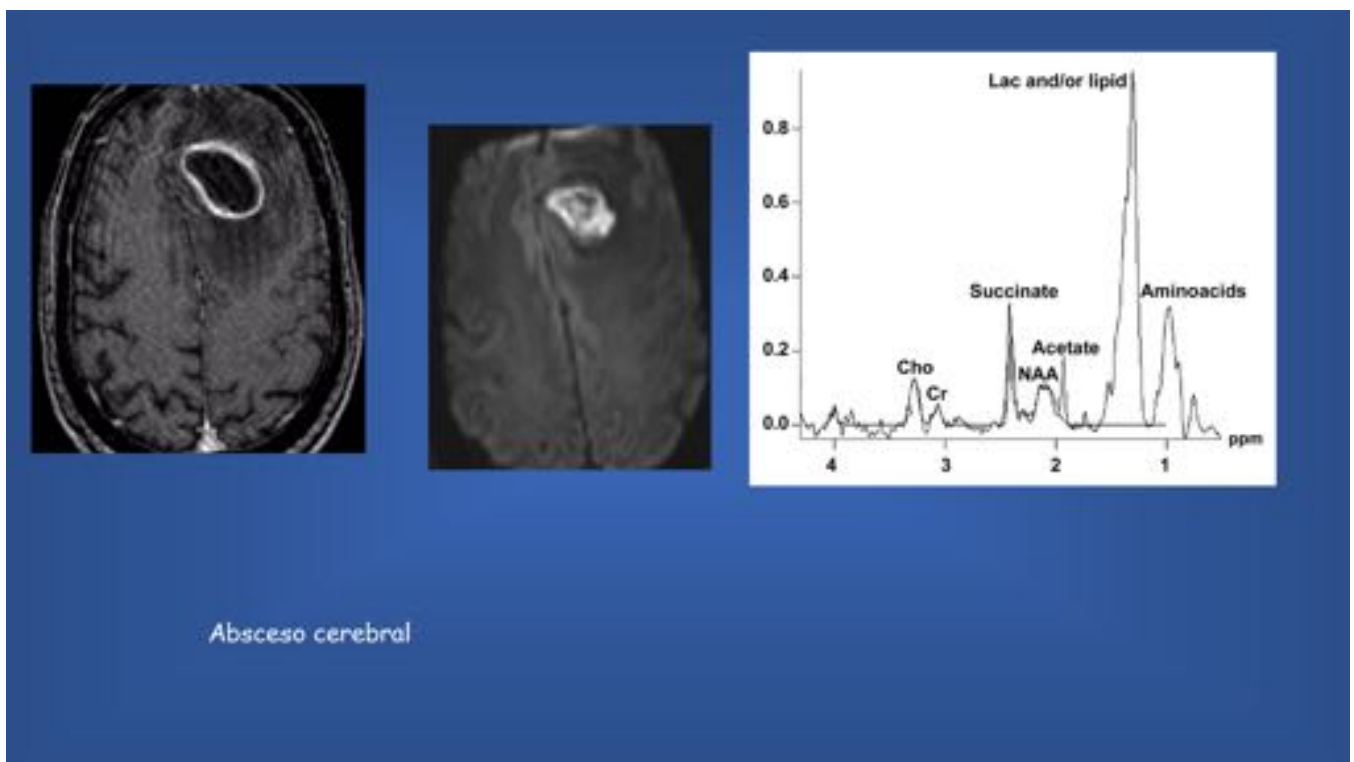 Lac and/or lipid
0.8
0.6
0.4
Succinate
Aminoacids
0.2
Acetate
Cho
NAA
Cr
0.0
ppm
4 3 2 1
Absceso cerebral